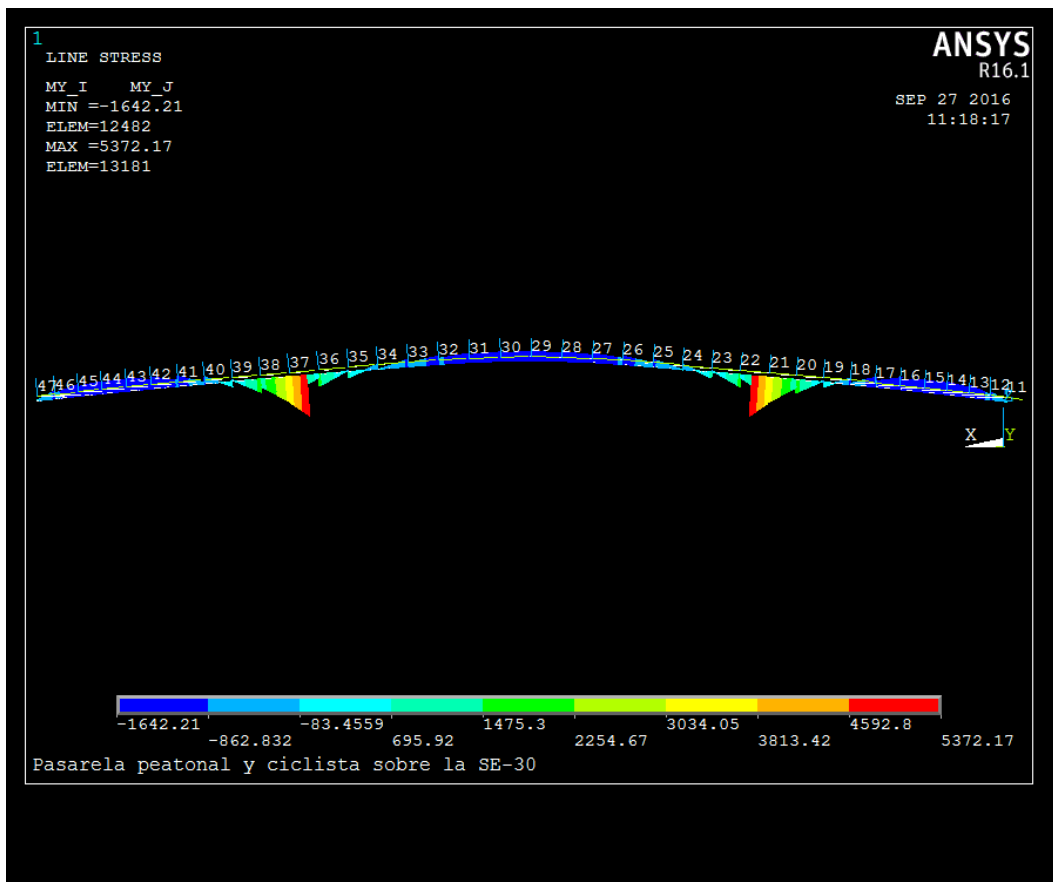 1
ANSYS
R16.1
LINE STRESS
MY_I MY_J
MIN =-1642.21
ELEM=12482
MAX =5372.17
ELEM=13181
SEP 27 2016
11:18:17
47 46 45 44 43 42 41 40 39 38 37 36 35 34 33 32 31 30 29 28 27 26 25 24 23 22 21 20 19 18 17 16 15 14 13 12 11
X Y
-1642.21 -83.4559 1475.3 3034.05 4592.8
-862.832 695.92 2254.67 3813.42 5372.17
Pasarela peatonal y ciclista sobre la SE-30